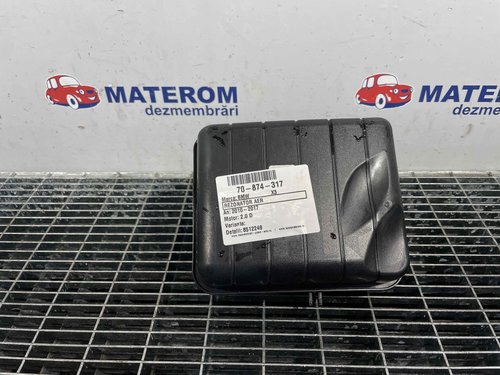 MATEROM
dezmembrări
MATEROM
dezmembrări
70-874-317
Marca: BMW X3
REZONATOR AER
An: 2010-2017
Motor: 2.0 D
Varianta:
Detalii: 8512249